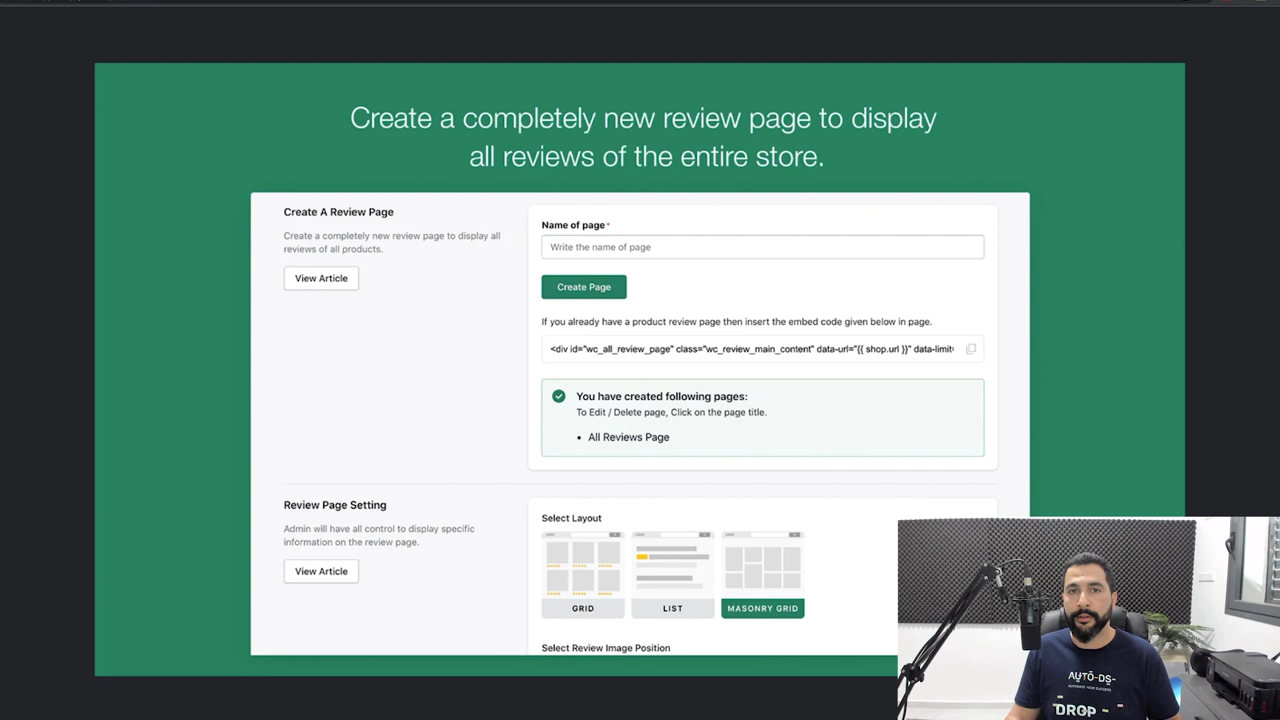 Create a completely new review page to display
all reviews of the entire store.
Create A Review Page
Create a completely new review page to display all
reviews of all products.
View Article
Name of page*
Write the name of page
Create Page
If you already have a product review page then insert the embed code given below in page.
<div id="wc_all_review_page" class="wc_review_main_content" data-url="{{ shop.url }}" data-limit=
You have created following pages:
To Edit / Delete page, Click on the page title.
• All Reviews Page
Review Page Setting
Admin will have all control to display specific
information on the review page.
View Article
Select Layout
GRID
LIST
MASONRY GRID
Select Review Image Position
AUTO-DS-
AUTOMATE YOUR SUCCESS
DROP